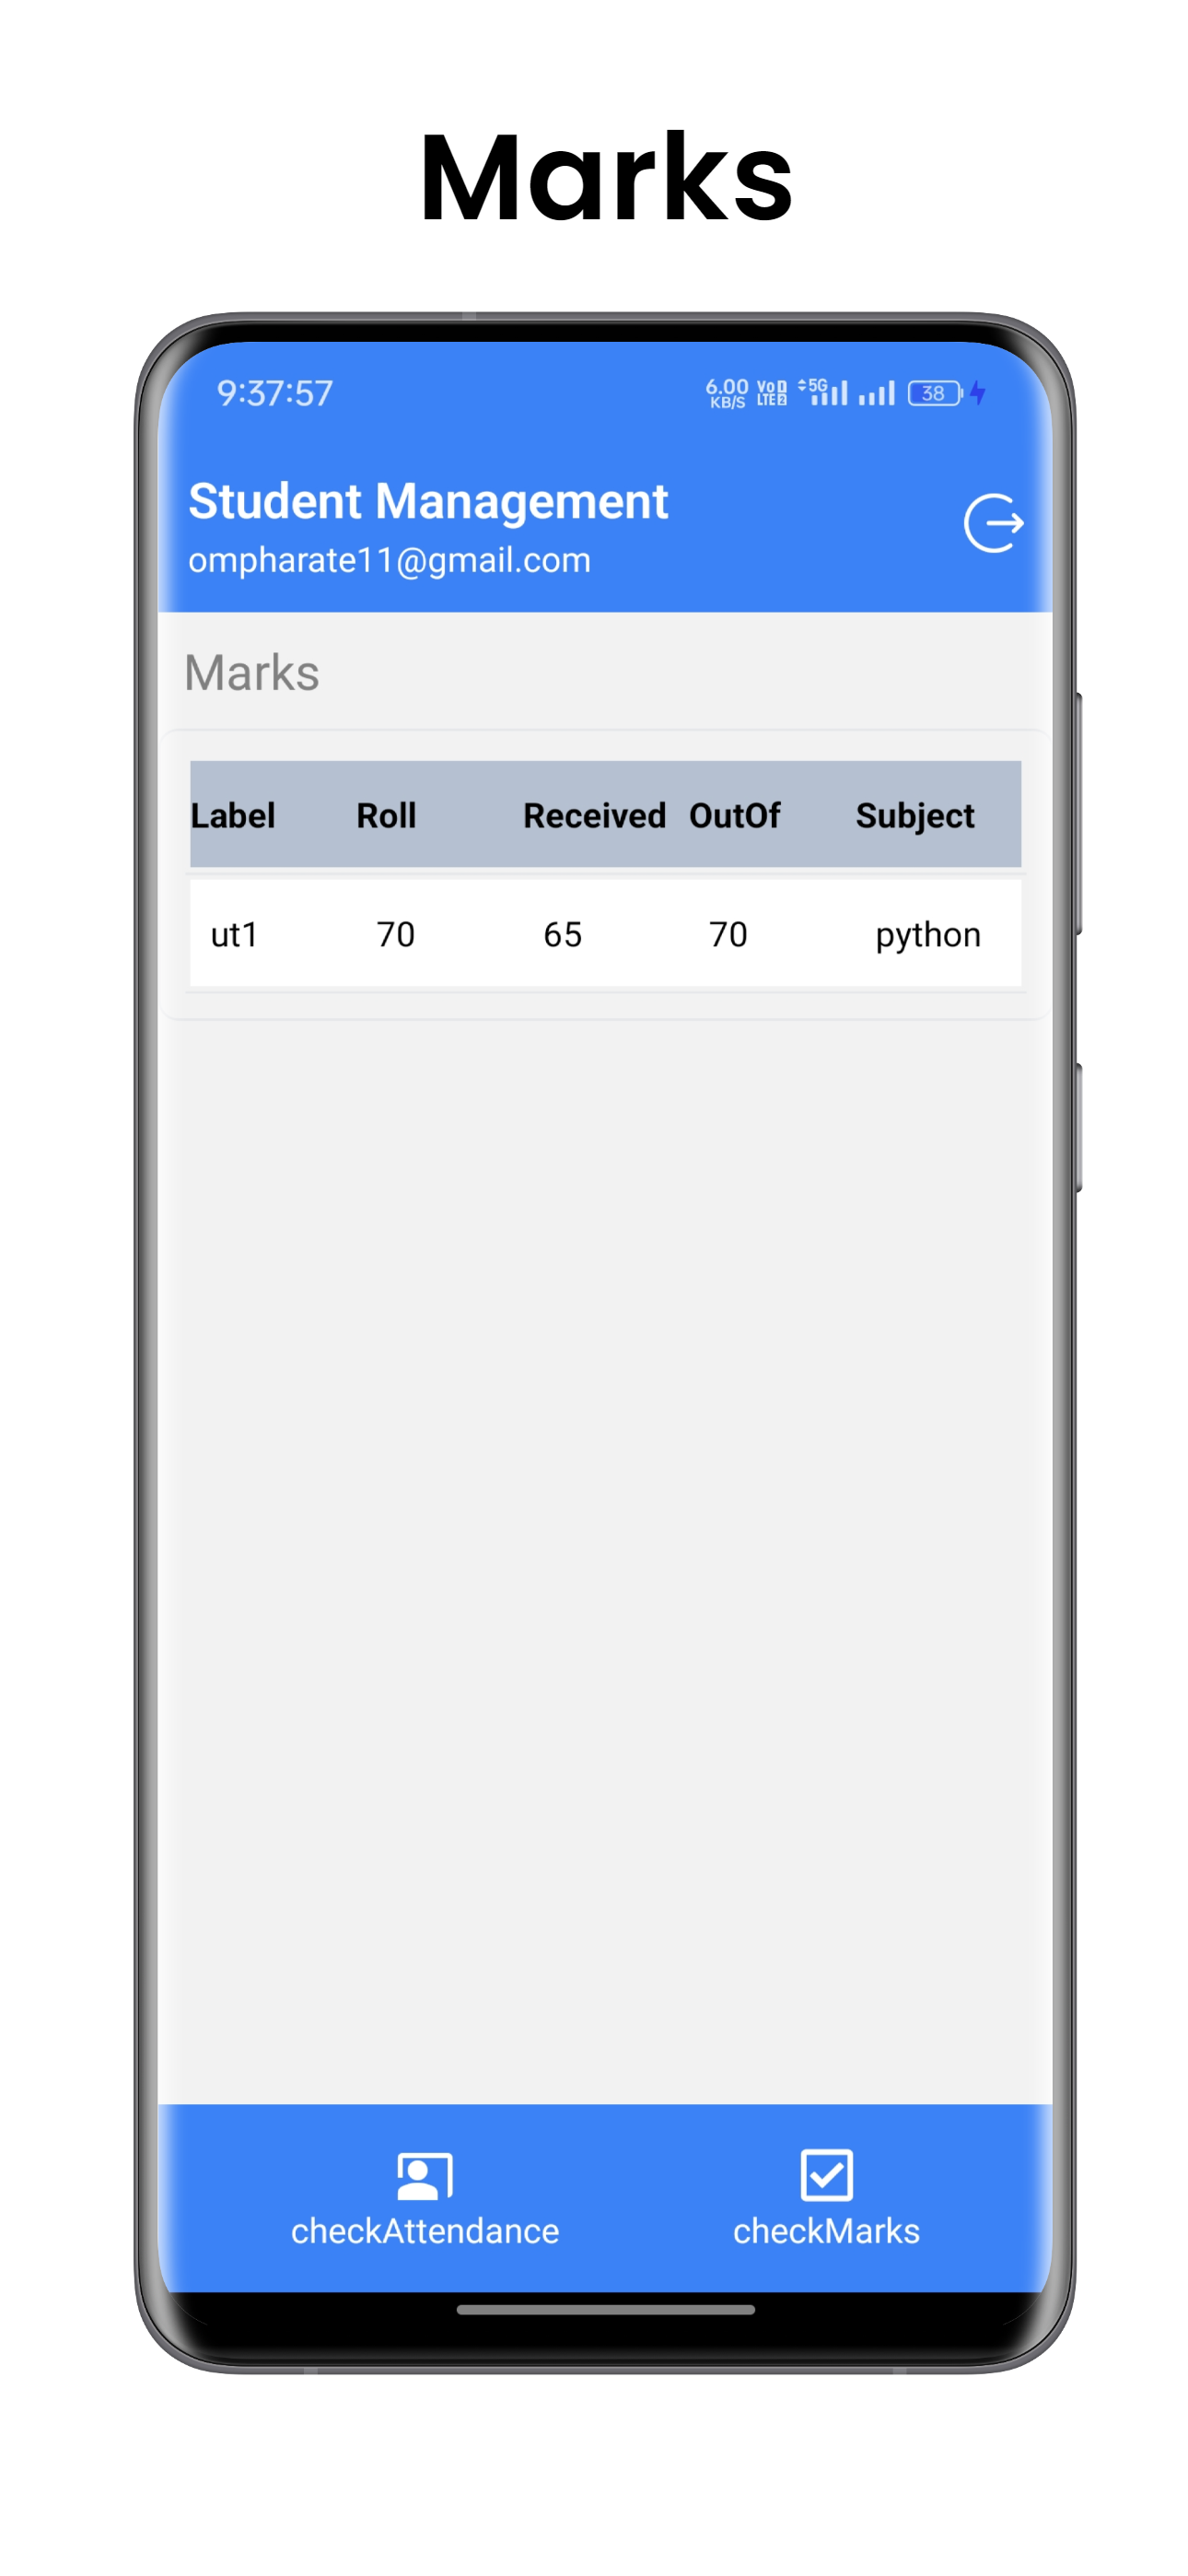 Marks
9:37:57 6.00 KB/S Vo LTE 2 5G 38
Student Management
ompharate11@gmail.com
Marks
Label Roll Received OutOf Subject
ut1 70 65 70 python
checkAttendance checkMarks